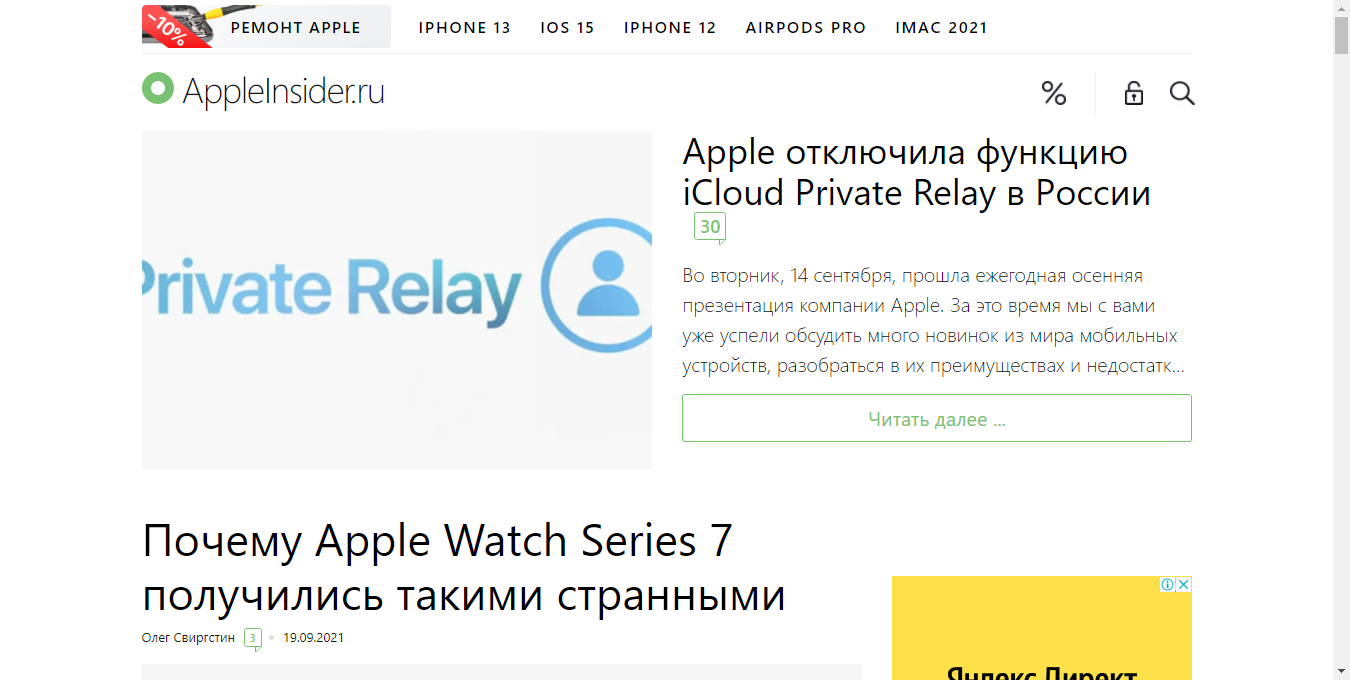 -10%
РЕМОНТ APPLE
IPHONE 13
IOS 15
IPHONE 12
AIRPODS PRO
IMAC 2021
AppleInsider.ru
%
Private Relay
Apple отключила функцию
iCloud Private Relay в России
30
Во вторник, 14 сентября, прошла ежегодная осенняя
презентация компании Apple. За это время мы с вами
уже успели обсудить много новинок из мира мобильных
устройств, разобраться в их преимуществах и недостатк...
Читать далее ...
Почему Apple Watch Series 7
получились такими странными
Олег Свиргстин 3 19.09.2021
Яндекс Директ